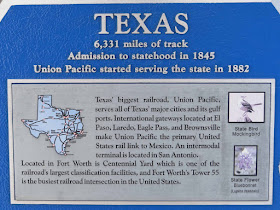 TEXAS
6,331 miles of track
Admission to statehood in 1845
Union Pacific started serving the state in 1882
Texas' biggest railroad, Union Pacific,
serves all of Texas' major cities and its gulf
ports. International gateways located at El
Paso, Laredo, Eagle Pass, and Brownsville
make Union Pacific the primary United
States rail link to Mexico. An intermodal
terminal is located in San Antonio.
Located in Fort Worth is Centennial Yard which is one of the
railroad's largest classification facilities, and Fort Worth's Tower 55
is the busiest railroad intersection in the United States.
State Bird
Mockingbird
State Flower
Bluebonnet